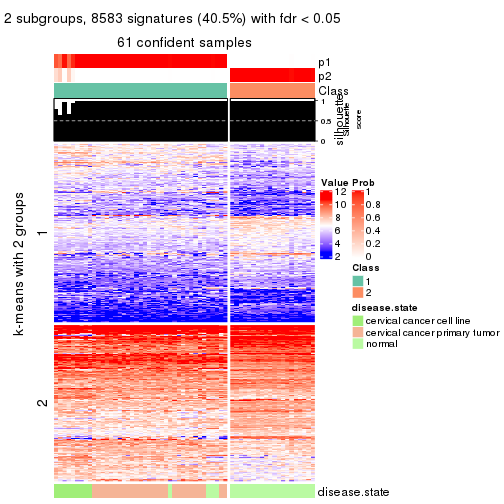 2 subgroups, 8583 signatures (40.5%) with fdr < 0.05
61 confident samples
p1
p2
Class
silhouette
Silhouette
score
1
0.5
0
k-means with 2 groups
1
2
Value
12
10
8
6
4
2
Prob
1
0.8
0.6
0.4
0.2
0
Class
1
2
disease.state
cervical cancer cell line
cervical cancer primary tumor
normal
disease.state